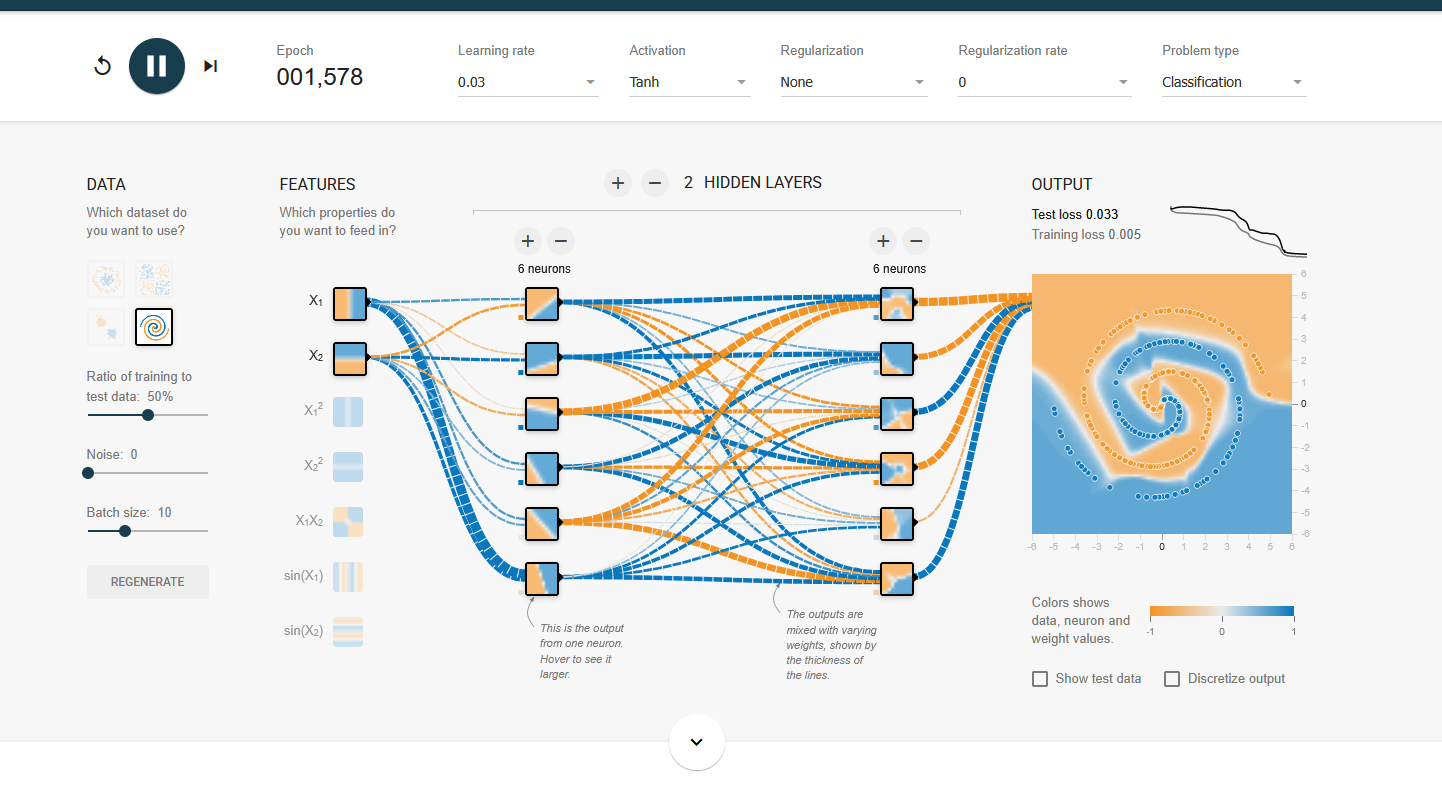 Epoch
001,578
Learning rate
0.03
Activation
Tanh
Regularization
None
Regularization rate
0
Problem type
Classification
DATA
Which dataset do
you want to use?
Ratio of training to
test data: 50%
Noise: 0
Batch size: 10
REGENERATE
FEATURES
Which properties do
you want to feed in?
X₁
X₂
X₁²
X₂²
X₁X₂
sin(X₁)
sin(X₂)
2 HIDDEN LAYERS
6 neurons
6 neurons
This is the output
from one neuron.
Hover to see it
larger.
The outputs are
mixed with varying
weights, shown by
the thickness of
the lines.
OUTPUT
Test loss 0.033
Training loss 0.005
6
5
4
3
2
1
0
-1
-2
-3
-4
-5
-6
-6 -5 -4 -3 -2 -1 0 1 2 3 4 5 6
Colors shows
data, neuron and
weight values.
-1 0 1
Show test data
Discretize output